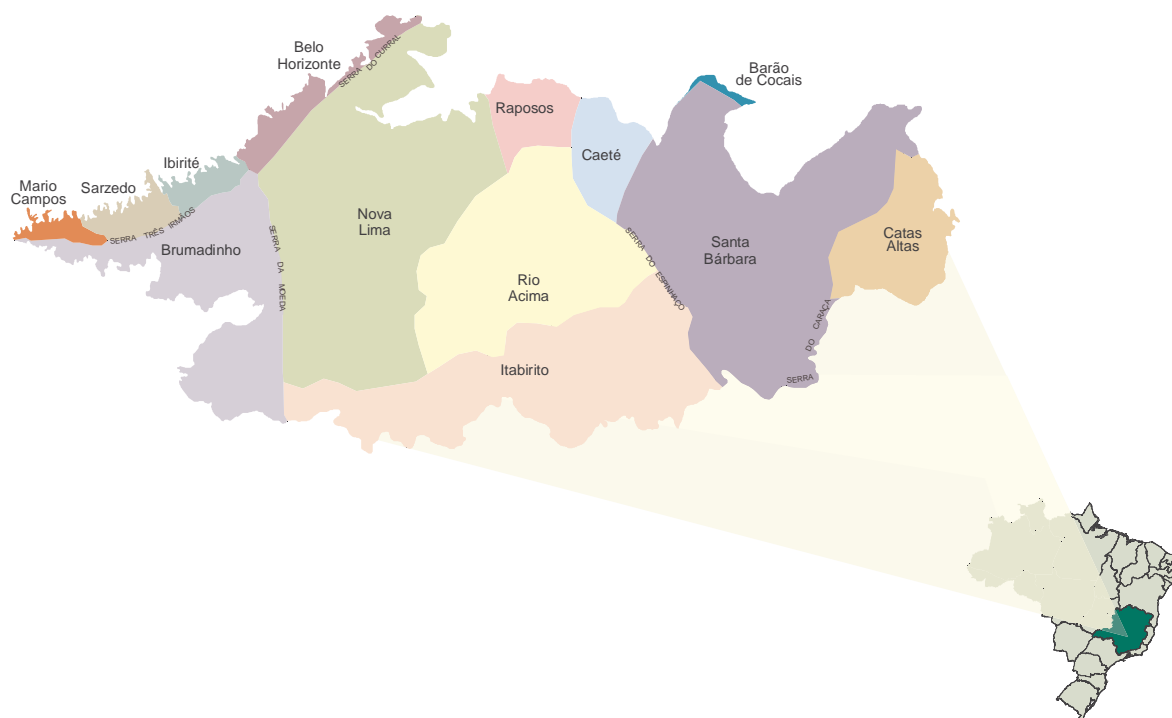 Belo
Horizonte
SERRA DO CURRAL
Barão
de Cocais
Raposos
Caeté
Ibirité
Mario
Campos
Sarzedo
SERRA TRÊS IRMÃOS
Brumadinho
SERRA DA MOEDA
Nova
Lima
Rio
Acima
SERRA DO ESPINHAÇO
Santa
Bárbara
Catas
Altas
SERRA DO CARAÇA
Itabirito